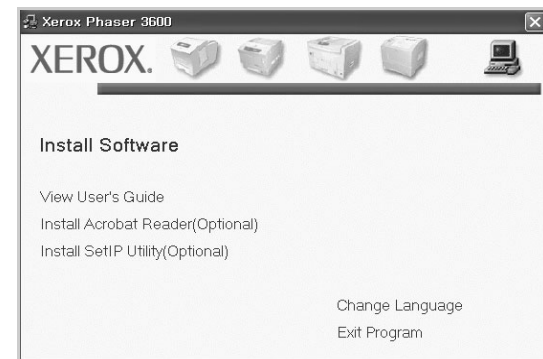 Xerox Phaser 3600
XEROX.
Install Software
View User's Guide
Install Acrobat Reader(Optional)
Install SetIP Utility(Optional)
Change Language
Exit Program